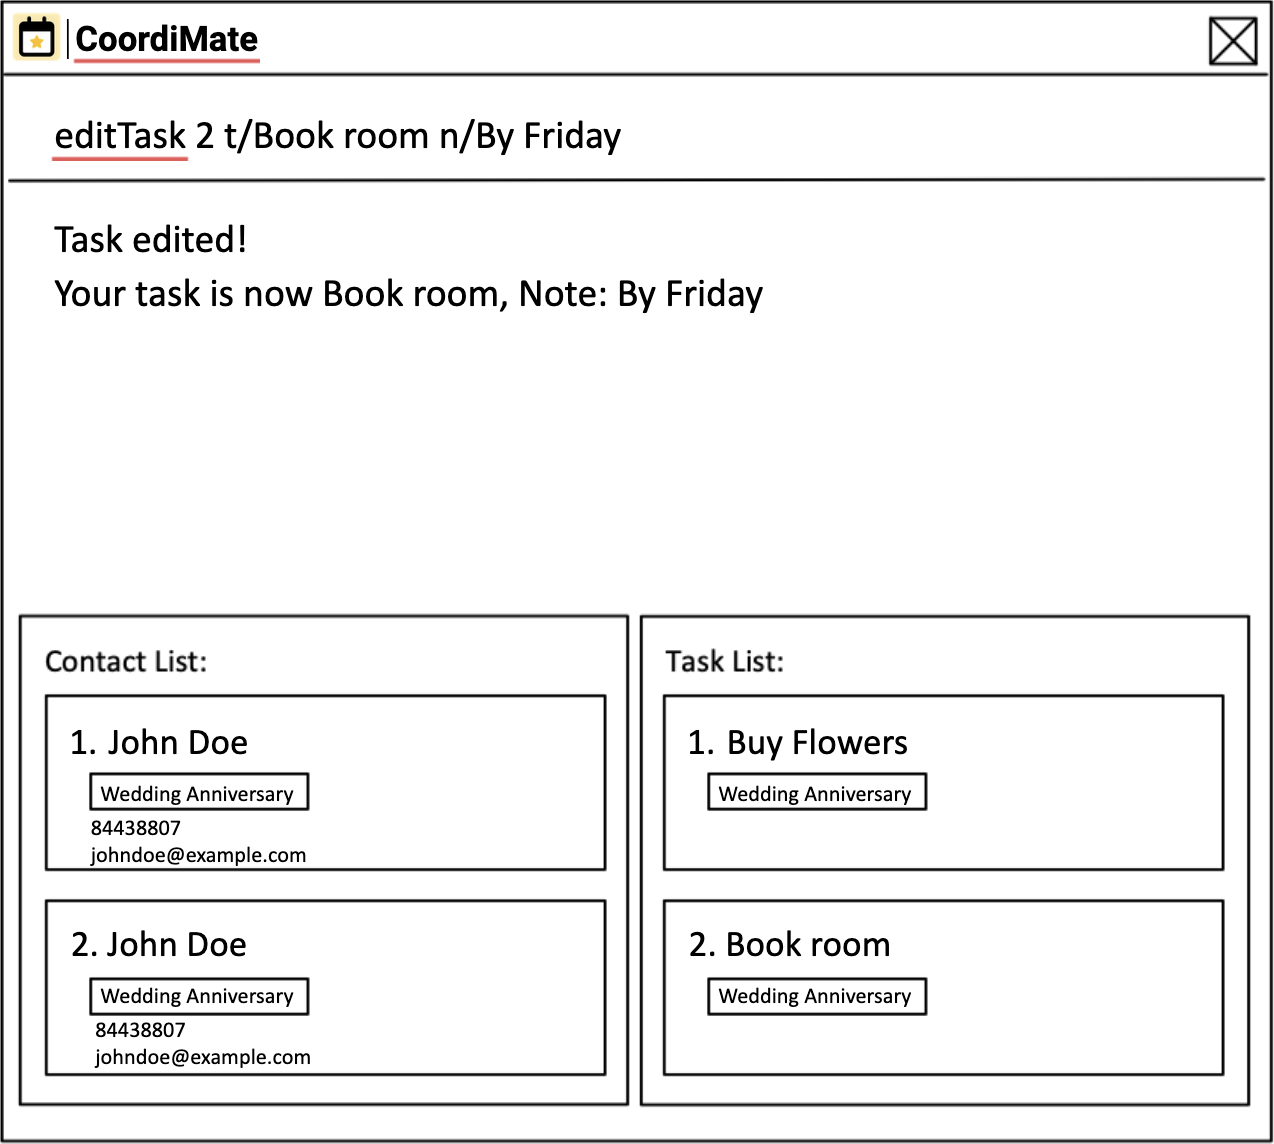 CoordiMate
editTask 2 t/Book room n/By Friday
Task edited!
Your task is now Book room, Note: By Friday
Contact List:
1. John Doe
Wedding Anniversary
84438807
johndoe@example.com
2. John Doe
Wedding Anniversary
84438807
johndoe@example.com
Task List:
1. Buy Flowers
Wedding Anniversary
2. Book room
Wedding Anniversary